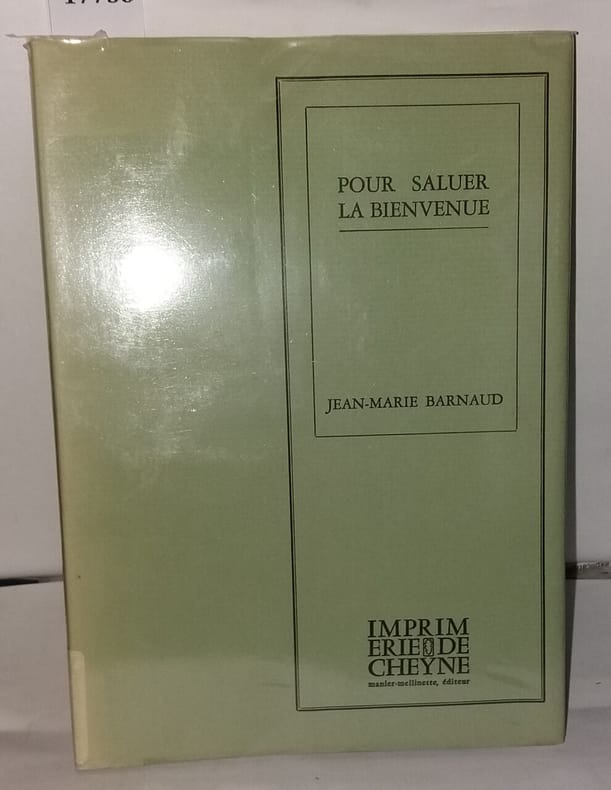 POUR SALUER
LA BIENVENUE
JEAN-MARIE BARNAUD
IMPRIM
ERIE DE
CHEYNE
manier-mellinette, éditeur